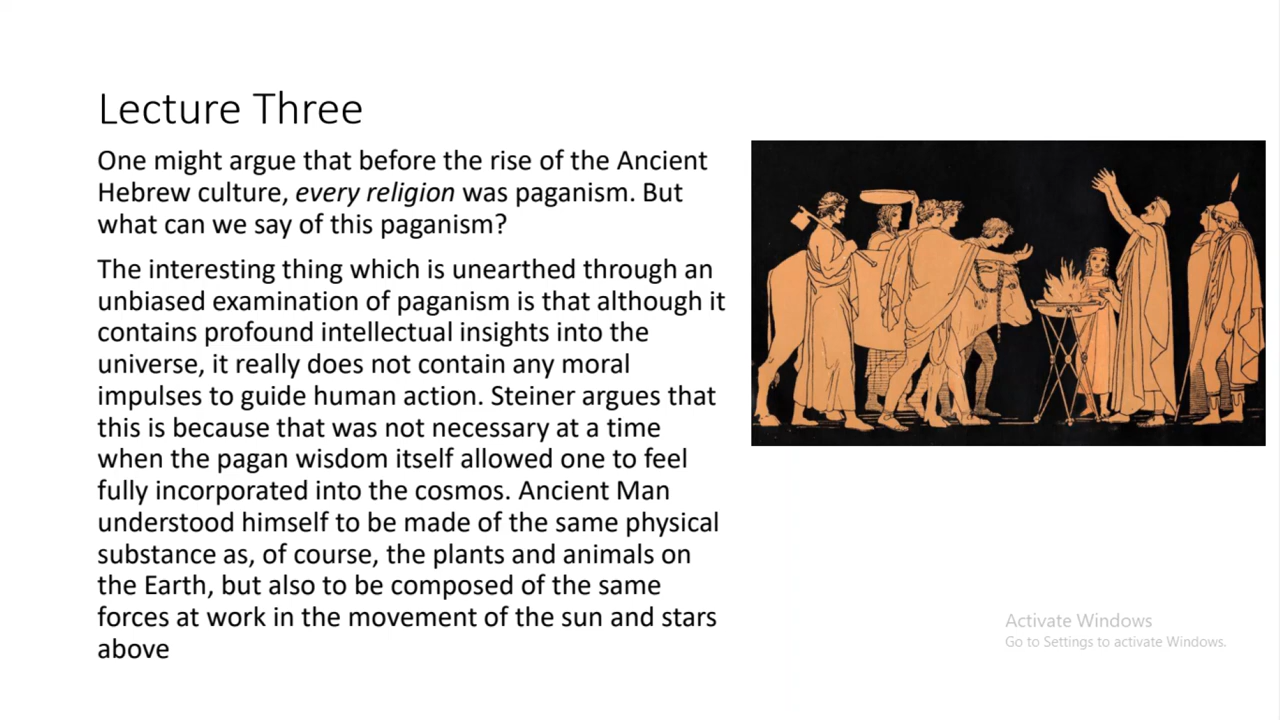 Lecture Three
One might argue that before the rise of the Ancient
Hebrew culture, every religion was paganism. But
what can we say of this paganism?
The interesting thing which is unearthed through an
unbiased examination of paganism is that although it
contains profound intellectual insights into the
universe, it really does not contain any moral
impulses to guide human action. Steiner argues that
this is because that was not necessary at a time
when the pagan wisdom itself allowed one to feel
fully incorporated into the cosmos. Ancient Man
understood himself to be made of the same physical
substance as, of course, the plants and animals on
the Earth, but also to be composed of the same
forces at work in the movement of the sun and stars
above
Activate Windows
Go to Settings to activate Windows.